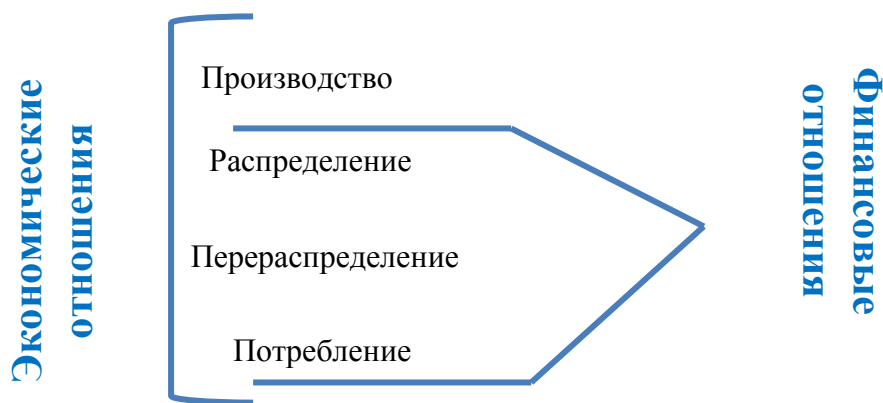 Экономические
отношения
Производство
Распределение
Перераспределение
Потребление
Финансовые
отношения